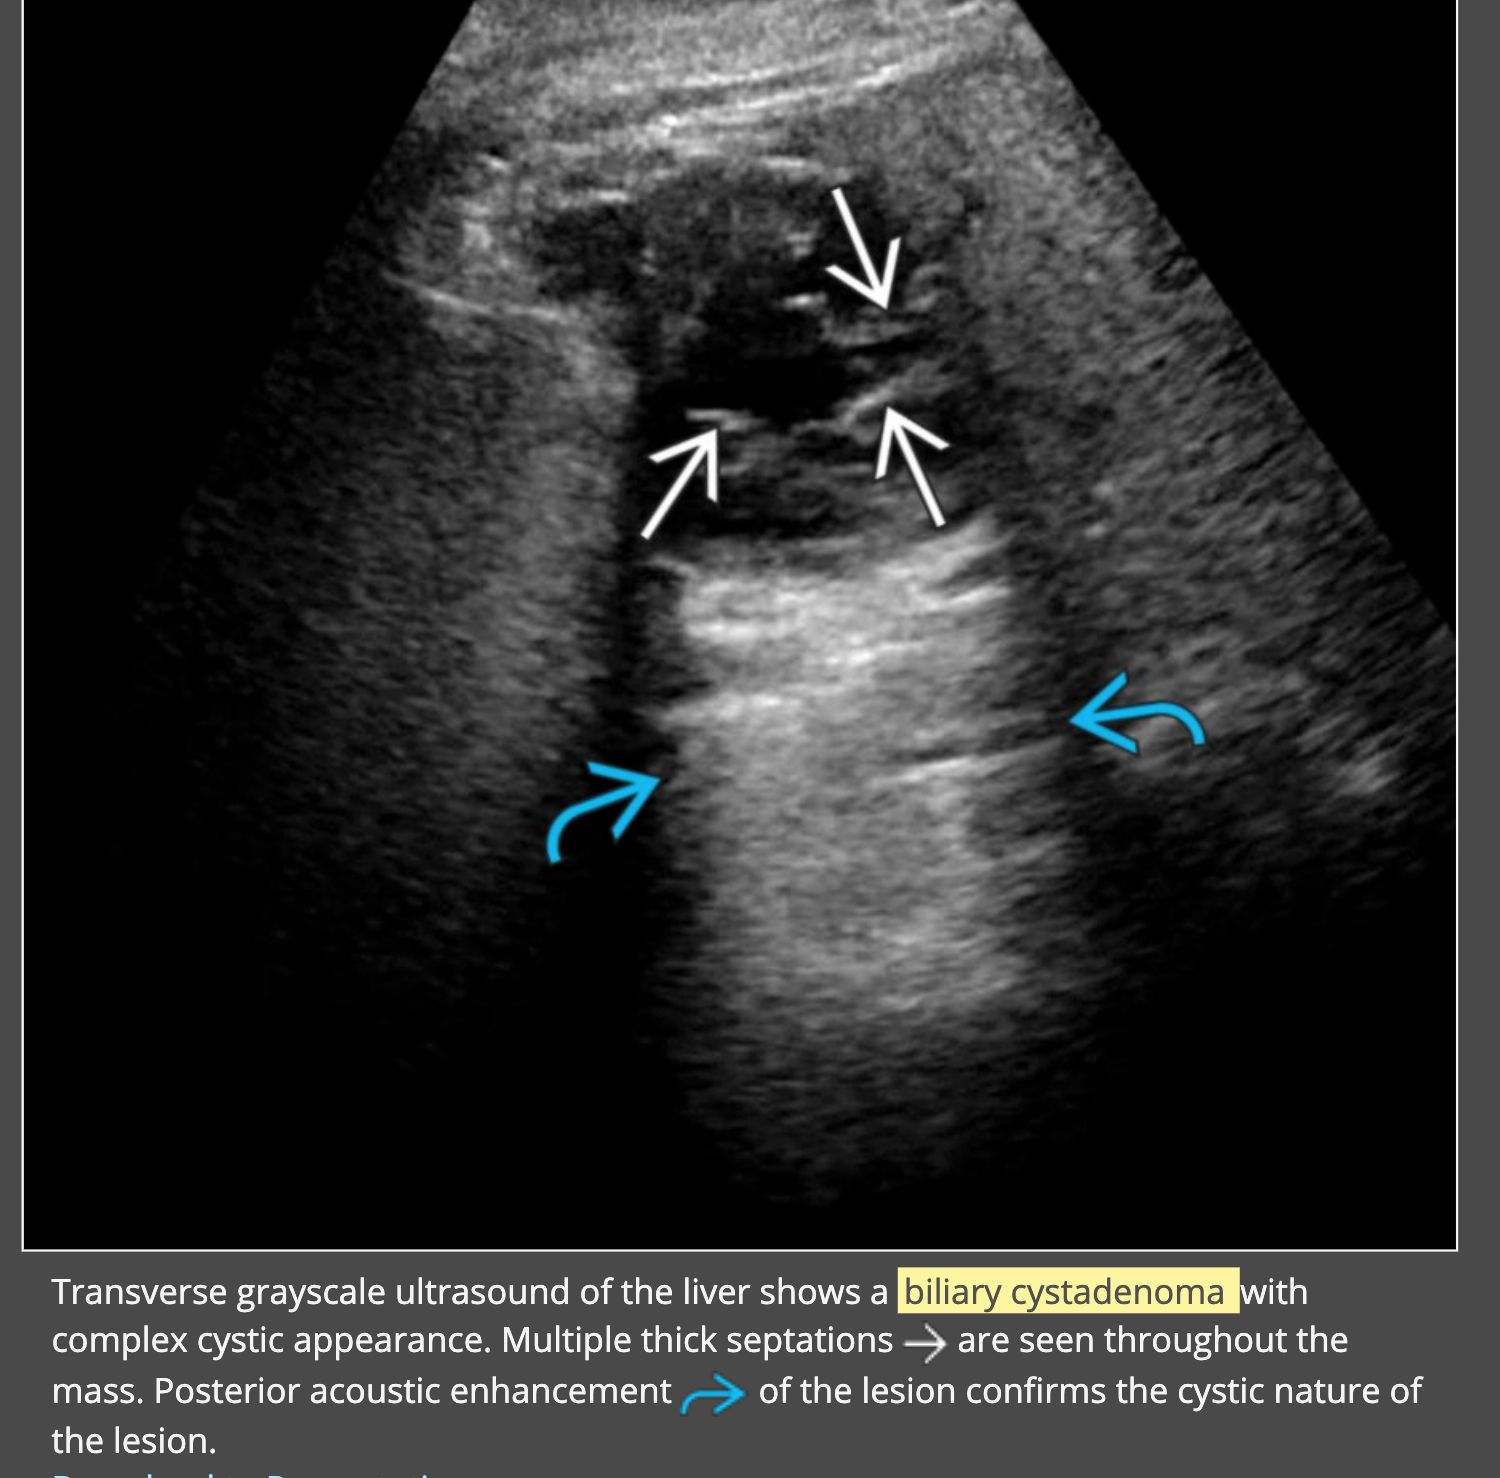 Transverse grayscale ultrasound of the liver shows a biliary cystadenoma with
complex cystic appearance. Multiple thick septations are seen throughout the
mass. Posterior acoustic enhancement of the lesion confirms the cystic nature of
the lesion.